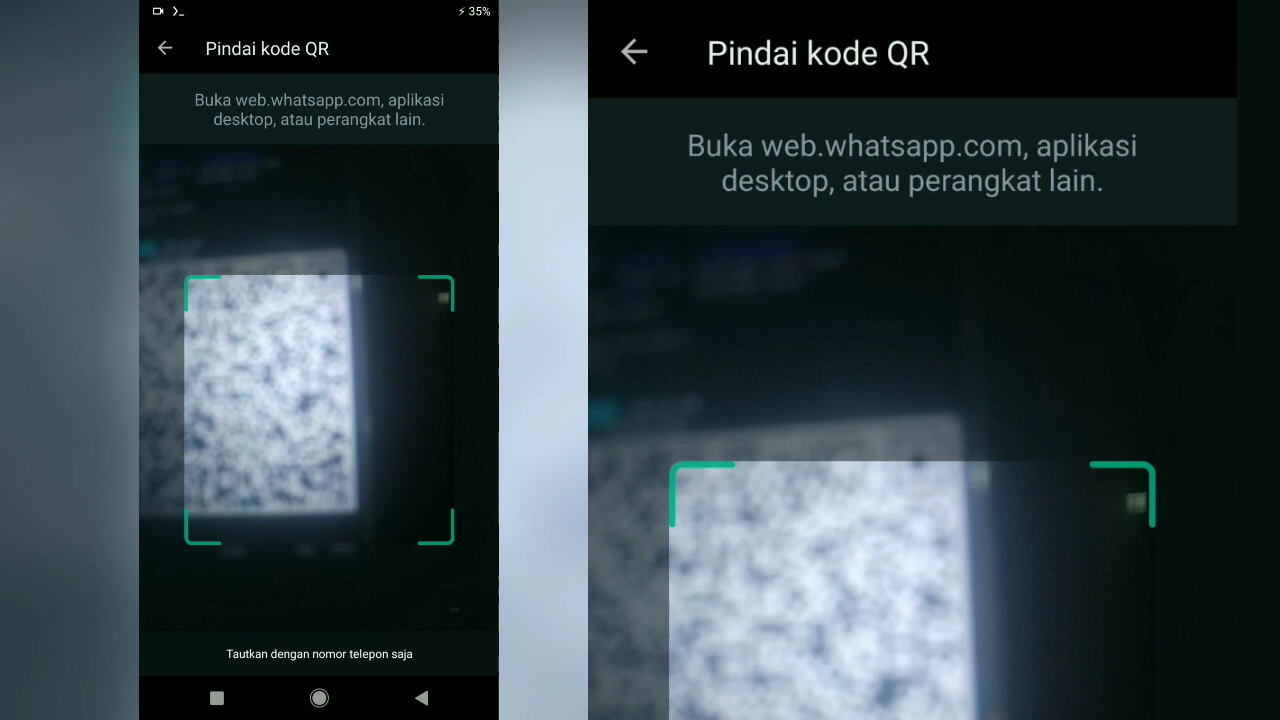 35%
Pindai kode QR
Buka web.whatsapp.com, aplikasi
desktop, atau perangkat lain.
Tautkan dengan nomor telepon saja
Pindai kode QR
Buka web.whatsapp.com, aplikasi
desktop, atau perangkat lain.